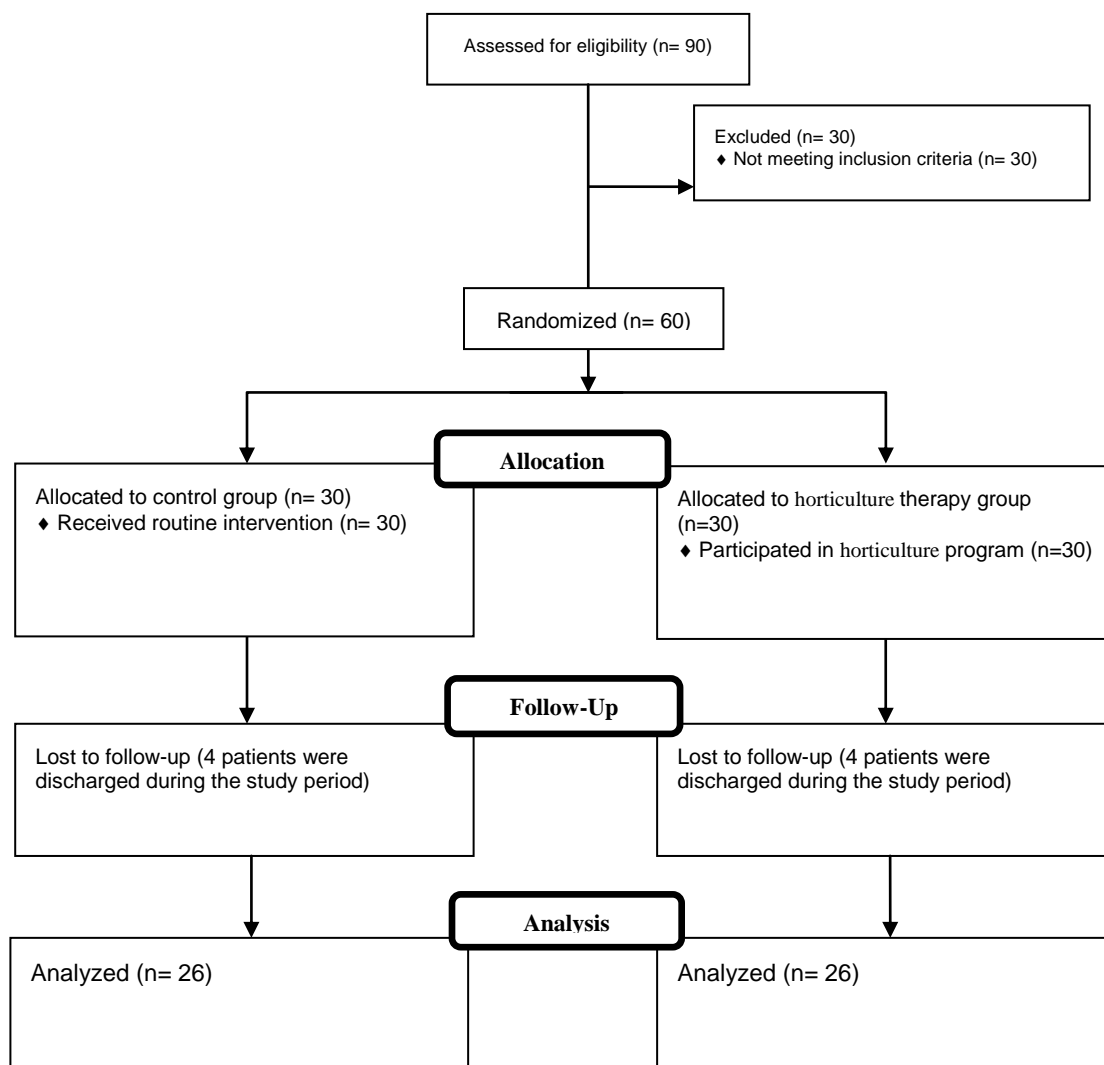 Assessed for eligibility (n= 90)
Excluded (n= 30)
♦ Not meeting inclusion criteria (n= 30)
Randomized (n= 60)
Allocation
Allocated to control group (n= 30)
♦ Received routine intervention (n= 30)
Allocated to horticulture therapy group
(n=30)
♦ Participated in horticulture program (n=30)
Follow-Up
Lost to follow-up (4 patients were
discharged during the study period)
Lost to follow-up (4 patients were
discharged during the study period)
Analysis
Analyzed (n= 26)
Analyzed (n= 26)